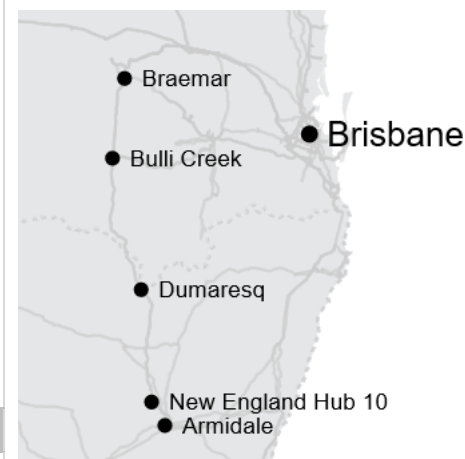 Braemar
Brisbane
Bulli Creek
Dumaresq
New England Hub 10
Armidale